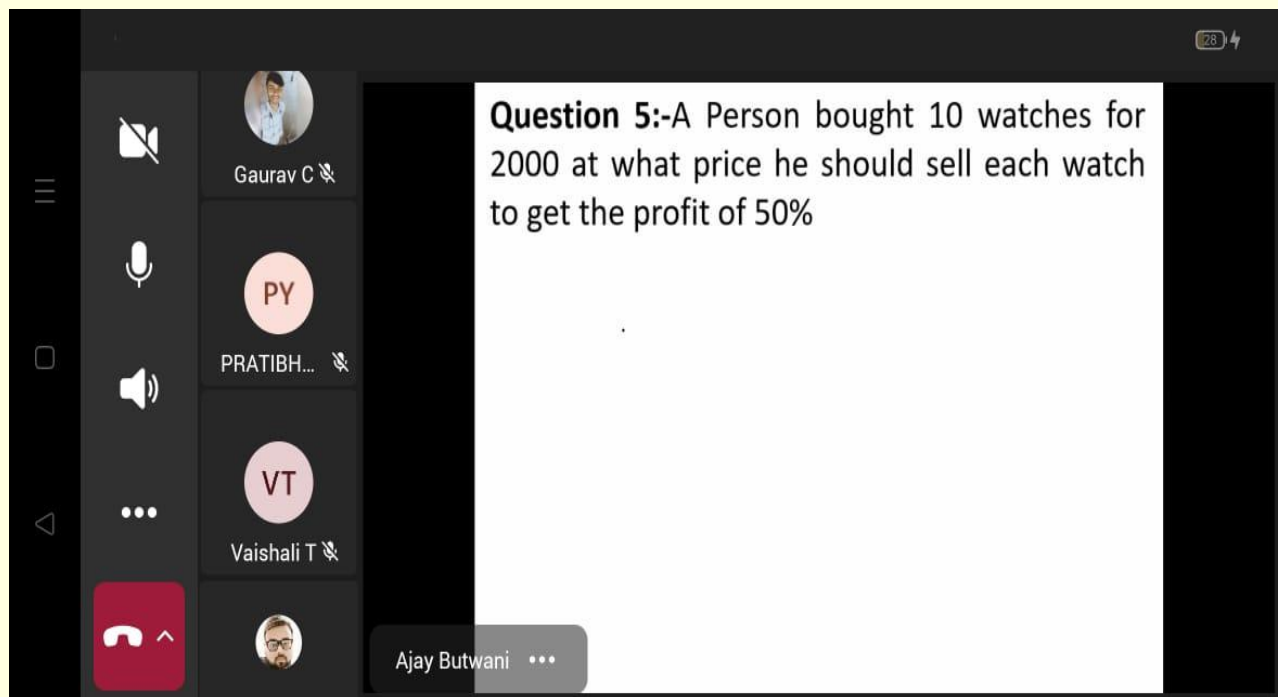 28
Gaurav C
PY
PRATIBH...
VT
Vaishali T
Question 5:-A Person bought 10 watches for
2000 at what price he should sell each watch
to get the profit of 50%
Ajay Butwani